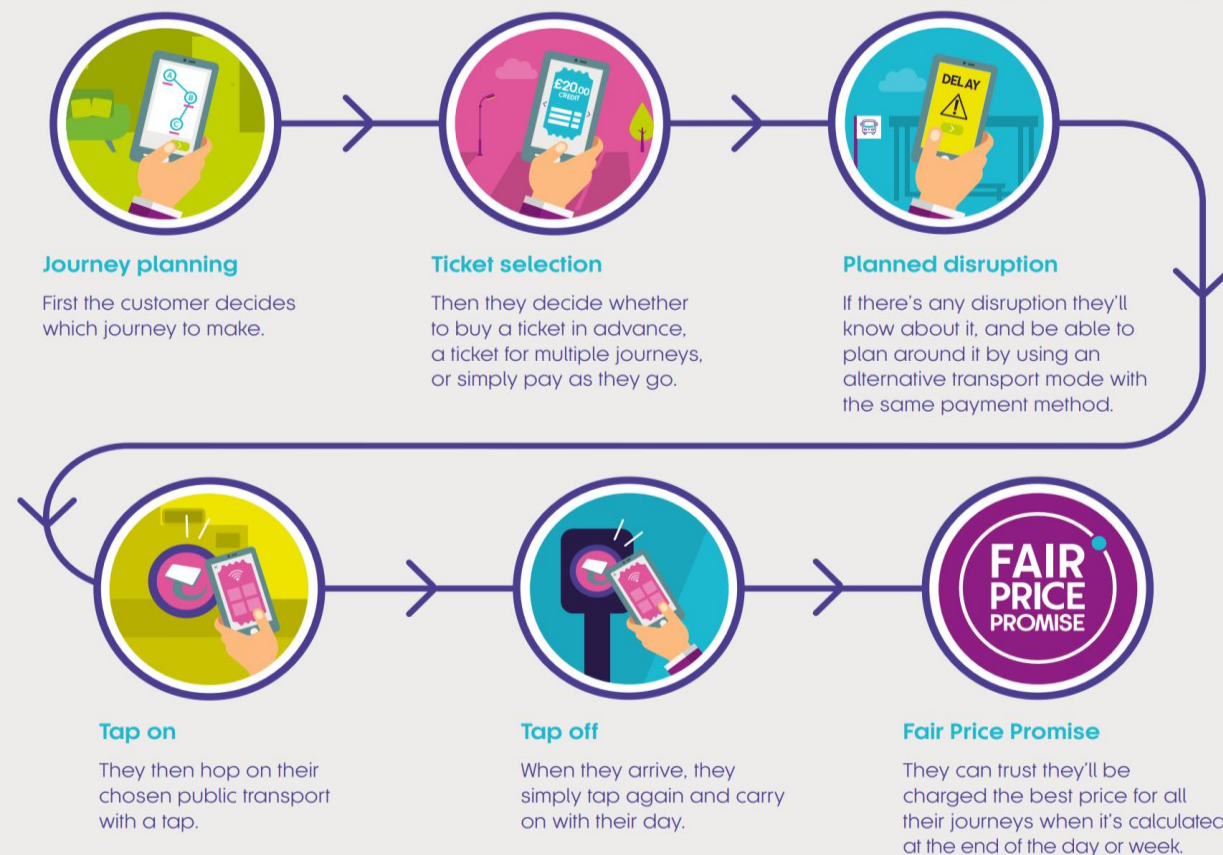 A
B
C
£20.00
CREDIT
DELAY
BUS
Journey planning
First the customer decides
which journey to make.
Ticket selection
Then they decide whether
to buy a ticket in advance,
a ticket for multiple journeys,
or simply pay as they go.
Planned disruption
If there's any disruption they'll
know about it, and be able to
plan around it by using an
alternative transport mode with
the same payment method.
FAIR
PRICE
PROMISE
Tap on
They then hop on their
chosen public transport
with a tap.
Tap off
When they arrive, they
simply tap again and carry
on with their day.
Fair Price Promise
They can trust they'll be
charged the best price for all
their journeys when it's calculated
at the end of the day or week.